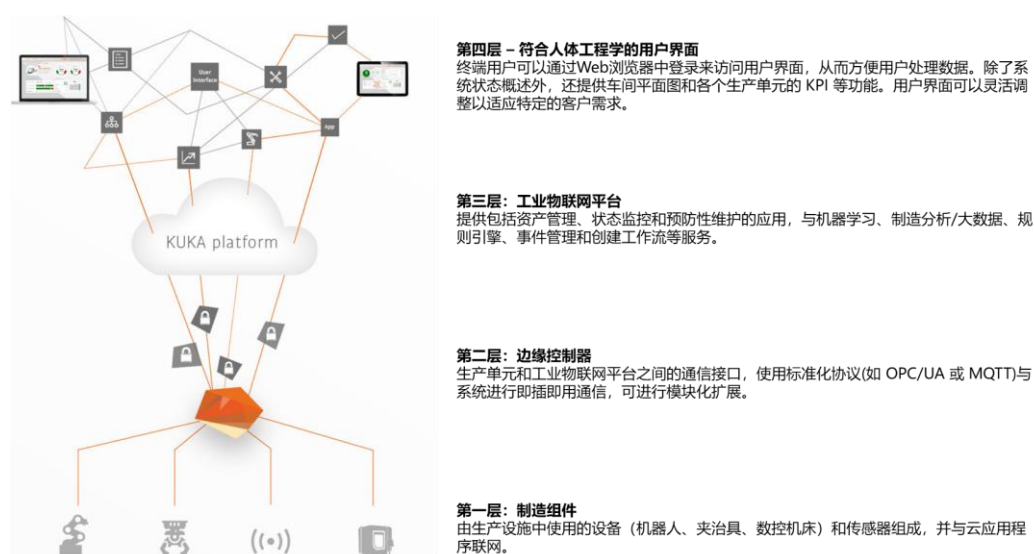 User
Interface
App
KUKA platform
第四层 – 符合人体工程学的用户界面
终端用户可以通过Web浏览器中登录来访问用户界面，从而方便用户处理数据。除了系
统状态概述外，还提供车间平面图和各个生产单元的 KPI 等功能。用户界面可以灵活调
整以适应特定的客户需求。
第三层：工业物联网平台
提供包括资产管理、状态监控和预防性维护的应用，与机器学习、制造分析/大数据、规
则引擎、事件管理和创建工作流等服务。
第二层：边缘控制器
生产单元和工业物联网平台之间的通信接口，使用标准化协议(如 OPC/UA 或 MQTT)与
系统进行即插即用通信，可进行模块化扩展。
第一层：制造组件
由生产设施中使用的设备（机器人、夹治具、数控机床）和传感器组成，并与云应用程
序联网。